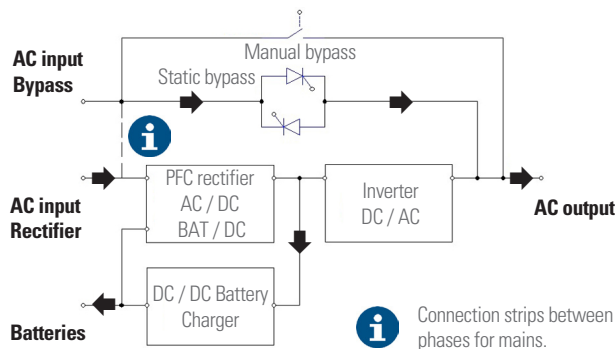 Manual bypass
AC input
Bypass
Static bypass
i
AC input
Rectifier
PFC rectifier
AC / DC
BAT / DC
Inverter
DC / AC
AC output
Batteries
DC / DC Battery
Charger
i
Connection strips between
phases for mains.